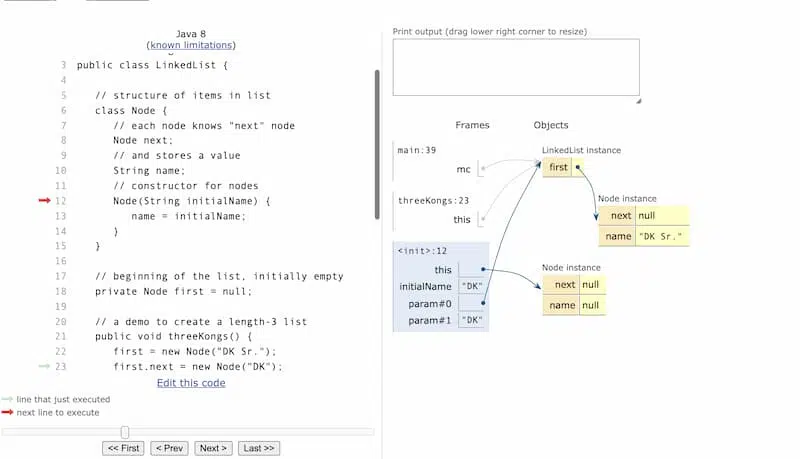 Java 8
(known limitations)
3 public class LinkedList {
4
5 // structure of items in list
6 class Node {
7 // each node knows "next" node
8 Node next;
9 // and stores a value
10 String name;
11 // constructor for nodes
12 Node(String initialName) {
13 name = initialName;
14 }
15 }
16
17 // beginning of the list, initially empty
18 private Node first = null;
19
20 // a demo to create a length-3 list
21 public void threeKongs() {
22 first = new Node("DK Sr.");
23 first.next = new Node("DK");
Edit this code
line that just executed
next line to execute
<< First
< Prev
Next >
Last >>
Print output (drag lower right corner to resize)
Frames
Objects
main:39
mc
threeKongs:23
this
<init>:12
this
initialName "DK"
param#0
param#1 "DK"
LinkedList instance
first
Node instance
next null
name "DK Sr."
Node instance
next null
name null